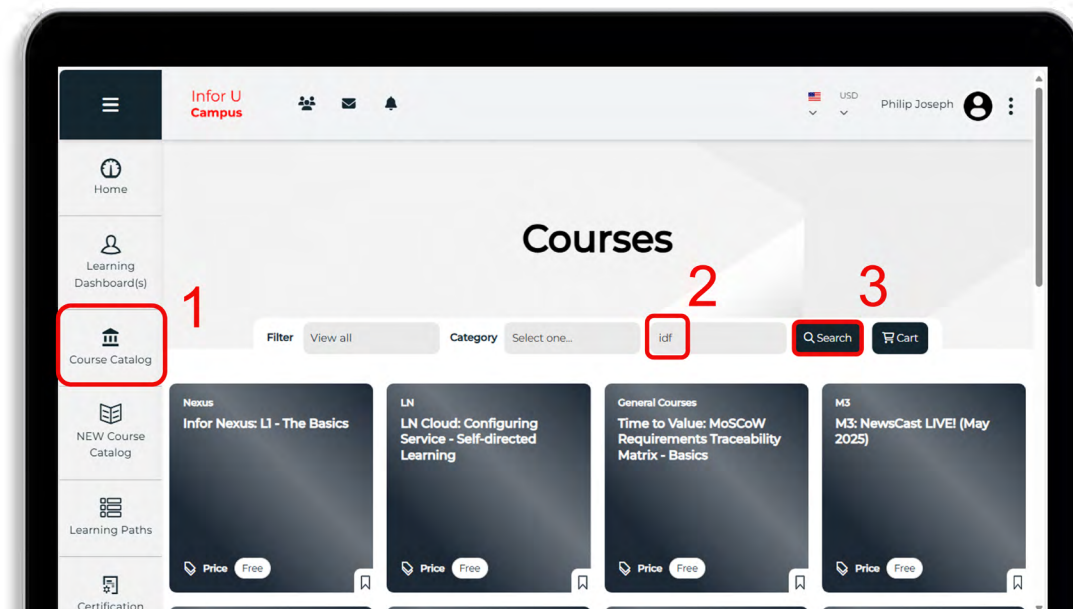 Infor U
Campus
USD
Philip Joseph
Home
Learning
Dashboard(s)
1
Course Catalog
NEW Course
Catalog
Learning Paths
Certification
Courses
2
3
Filter
View all
Category
Select one...
idf
Search
Cart
Nexus
Infor Nexus: L1 - The Basics
Price
Free
LN
LN Cloud: Configuring
Service - Self-directed
Learning
Price
Free
General Courses
Time to Value: MoSCoW
Requirements Traceability
Matrix - Basics
Price
Free
M3
M3: NewsCast LIVE! (May
2025)
Price
Free